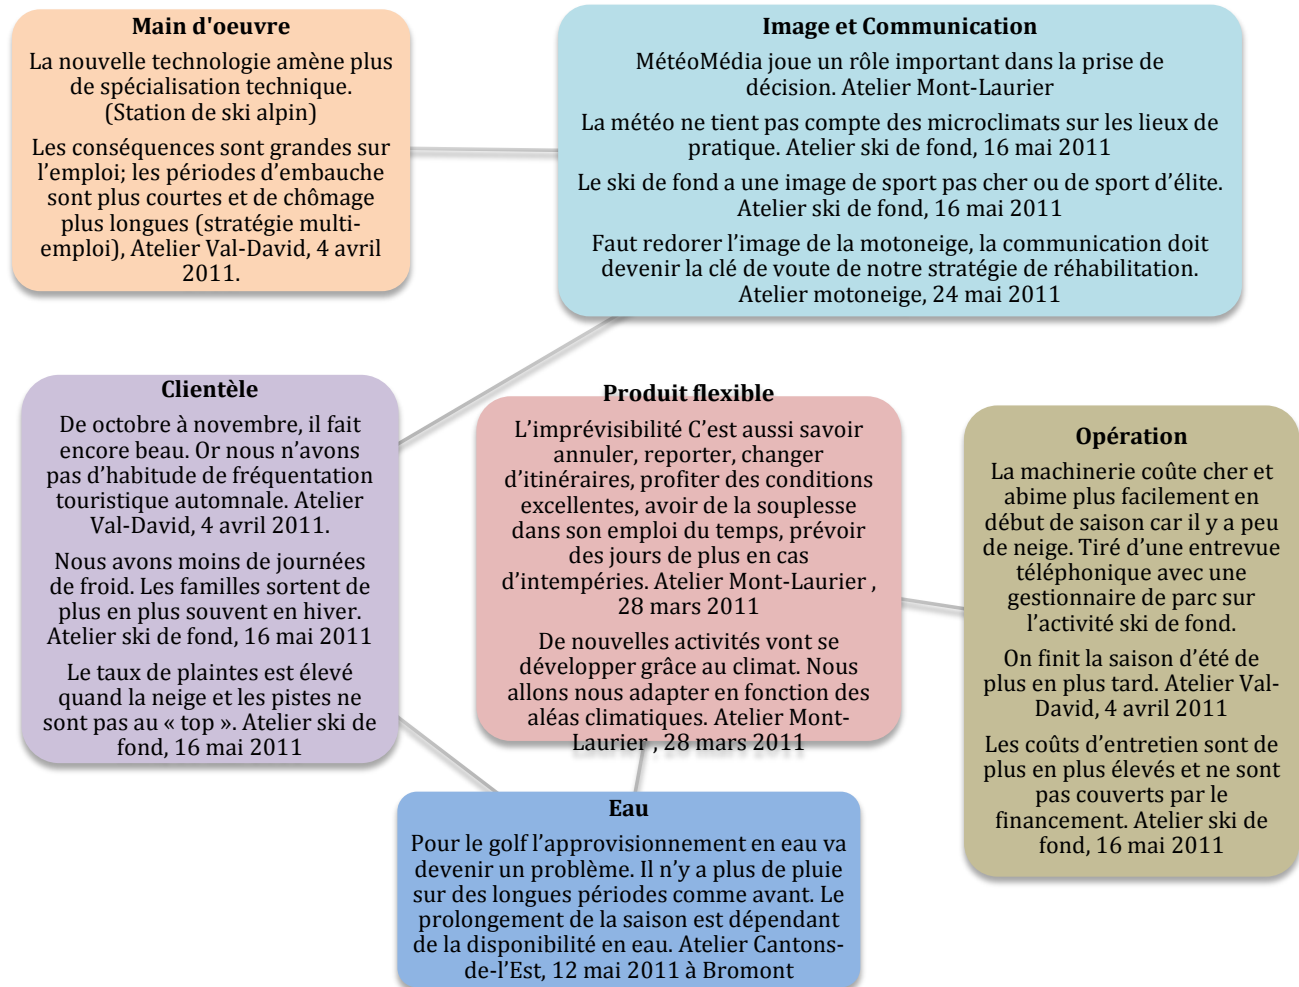 Main d'oeuvre
La nouvelle technologie amène plus
de spécialisation technique.
(Station de ski alpin)
Les conséquences sont grandes sur
l’emploi; les périodes d’embauche
sont plus courtes et de chômage
plus longues (stratégie multi-
emploi), Atelier Val-David, 4 avril
2011.
Image et Communication
MétéoMédia joue un rôle important dans la prise de
décision. Atelier Mont-Laurier
La météo ne tient pas compte des microclimats sur les lieux de
pratique. Atelier ski de fond, 16 mai 2011
Le ski de fond a une image de sport pas cher ou de sport d’élite.
Atelier ski de fond, 16 mai 2011
Faut redorer l’image de la motoneige, la communication doit
devenir la clé de voute de notre stratégie de réhabilitation.
Atelier motoneige, 24 mai 2011
Clientèle
De octobre à novembre, il fait
encore beau. Or nous n’avons
pas d’habitude de fréquentation
touristique automnale. Atelier
Val-David, 4 avril 2011.
Nous avons moins de journées
de froid. Les familles sortent de
plus en plus souvent en hiver.
Atelier ski de fond, 16 mai 2011
Le taux de plaintes est élevé
quand la neige et les pistes ne
sont pas au « top ». Atelier ski de
fond, 16 mai 2011
Produit flexible
L’imprévisibilité C’est aussi savoir
annuler, reporter, changer
d’itinéraires, profiter des conditions
excellentes, avoir de la souplesse
dans son emploi du temps, prévoir
des jours de plus en cas
d’intempéries. Atelier Mont-Laurier ,
28 mars 2011
De nouvelles activités vont se
développer grâce au climat. Nous
allons nous adapter en fonction des
aléas climatiques. Atelier Mont-
Laurier , 28 mars 2011
Opération
La machinerie coûte cher et
abime plus facilement en
début de saison car il y a peu
de neige. Tiré d’une entrevue
téléphonique avec une
gestionnaire de parc sur
l’activité ski de fond.
On finit la saison d’été de
plus en plus tard. Atelier Val-
David, 4 avril 2011
Les coûts d’entretien sont de
plus en plus élevés et ne sont
pas couverts par le
financement. Atelier ski de
fond, 16 mai 2011
Eau
Pour le golf l’approvisionnement en eau va
devenir un problème. Il n’y a plus de pluie
sur des longues périodes comme avant. Le
prolongement de la saison est dépendant
de la disponibilité en eau. Atelier Cantons-
de-l’Est, 12 mai 2011 à Bromont